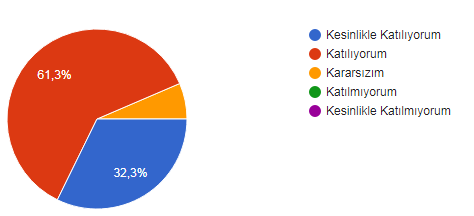 61,3%
32,3%
Kesinlikle Katılıyorum
Katılıyorum
Kararsızım
Katılmıyorum
Kesinlikle Katılmıyorum